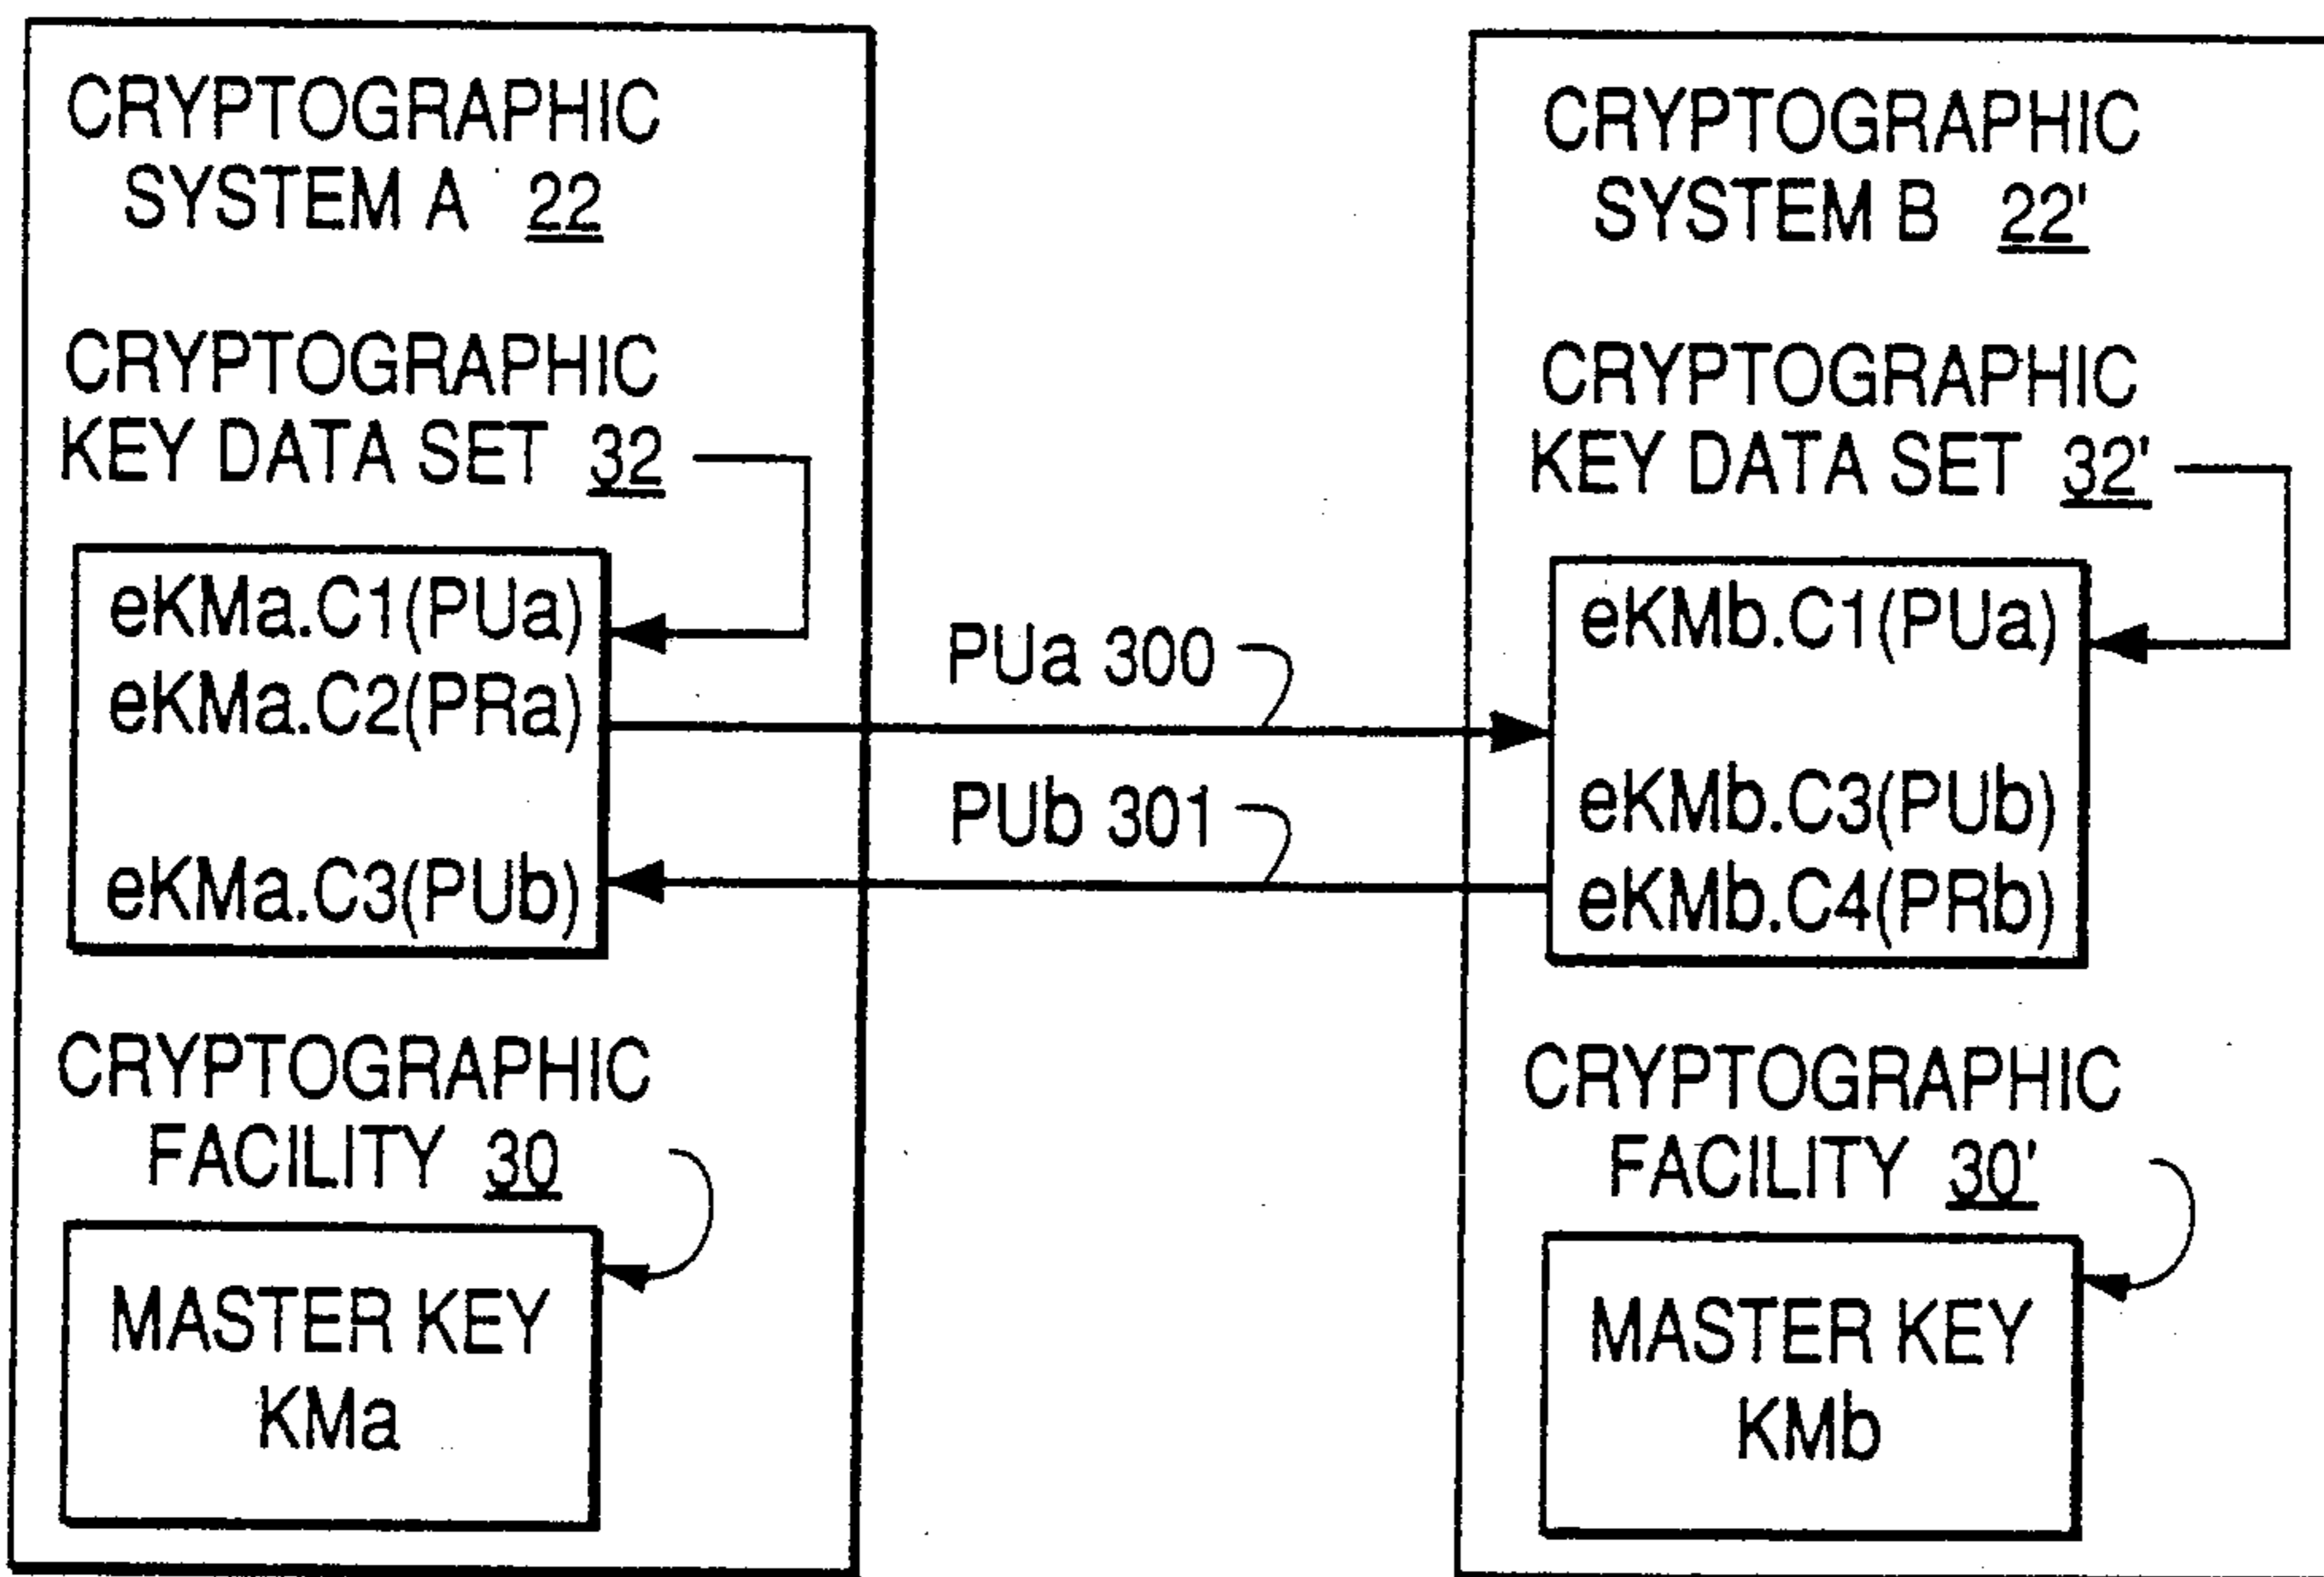 CRYPTOGRAPHIC
SYSTEM A 22
CRYPTOGRAPHIC
KEY DATA SET 32
eKMa.C1(PUa)
eKMa.C2(PRa)
eKMa.C3(PUb)
CRYPTOGRAPHIC
FACILITY 30
MASTER KEY
KMa
PUa 300
PUb 301
CRYPTOGRAPHIC
SYSTEM B 22'
CRYPTOGRAPHIC
KEY DATA SET 32'
eKMb.C1(PUa)
eKMb.C3(PUb)
eKMb.C4(PRb)
CRYPTOGRAPHIC
FACILITY 30'
MASTER KEY
KMb